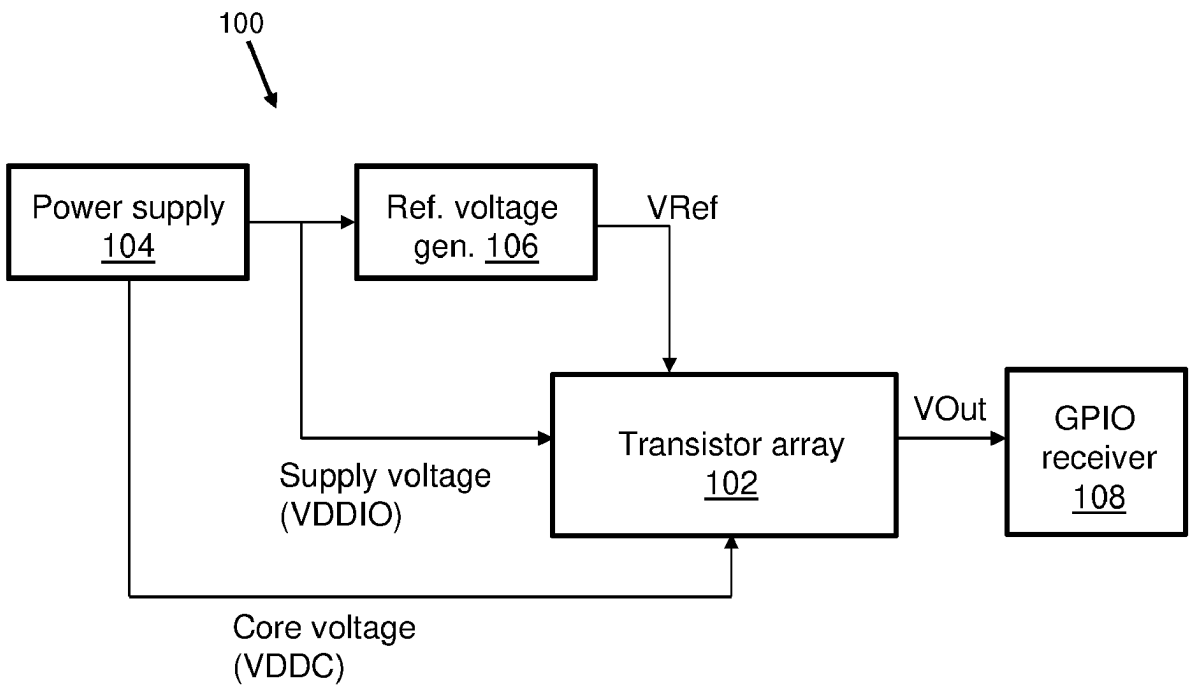 100
Power supply
104
Ref. voltage
gen. 106
VRef
Transistor array
102
VOut
GPIO
receiver
108
Supply voltage
(VDDIO)
Core voltage
(VDDC)